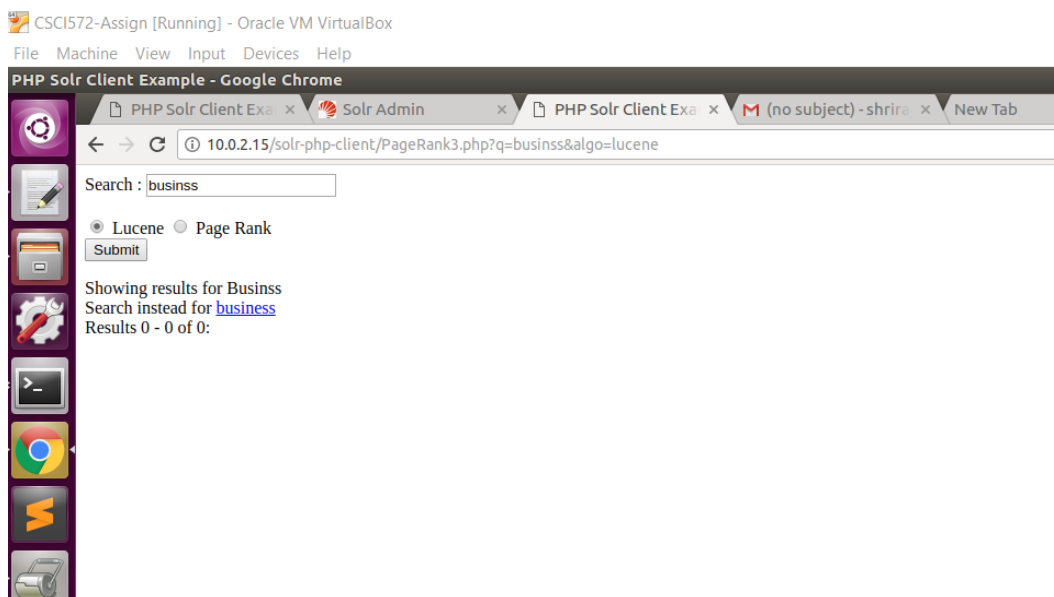 CSCI572-Assign [Running] - Oracle VM VirtualBox
File Machine View Input Devices Help
PHP Solr Client Example - Google Chrome
PHP Solr Client Exa Solr Admin PHP Solr Client Exa (no subject) - shrira New Tab
10.0.2.15/solr-php-client/PageRank3.php?q=businss&algo=lucene
Search : businss
Lucene Page Rank
Submit
Showing results for Businss
Search instead for business
Results 0 - 0 of 0: